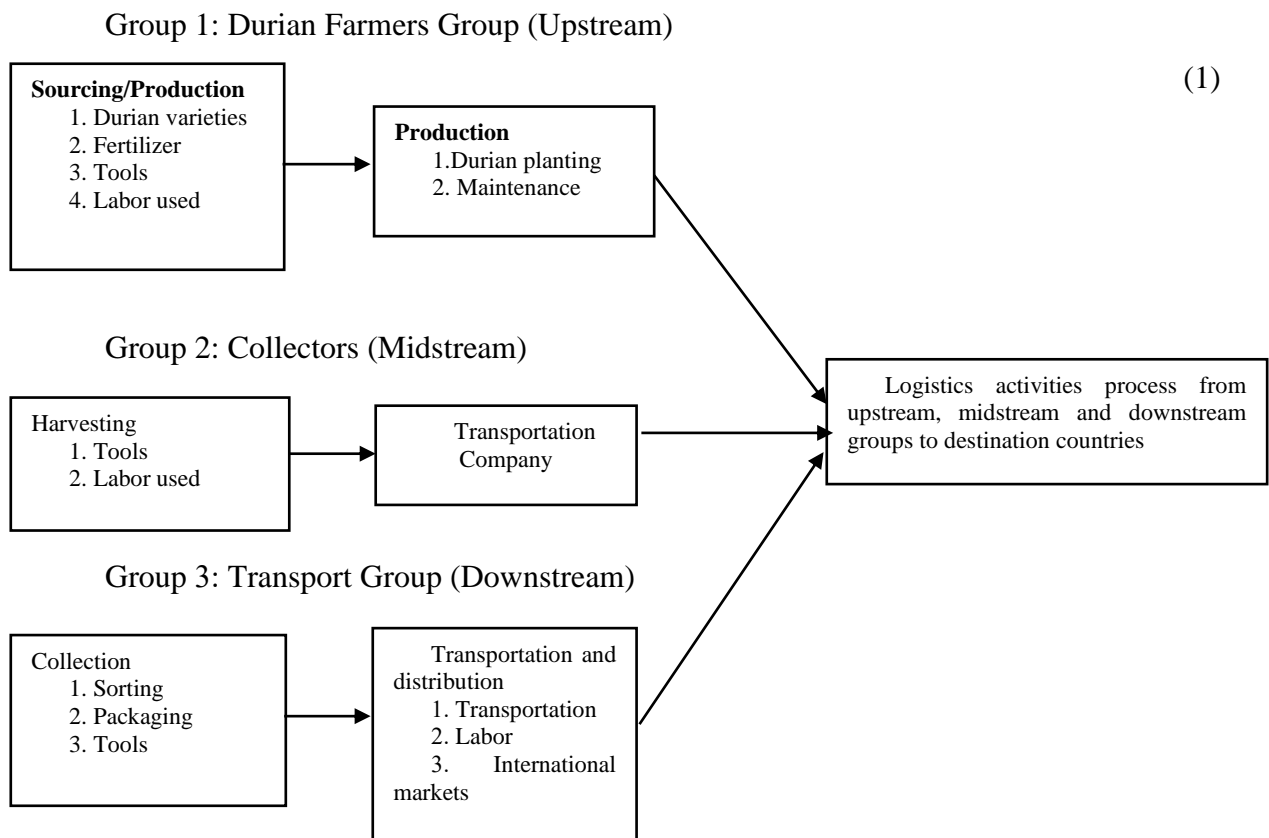 Group 1: Durian Farmers Group (Upstream)
(1)
Sourcing/Production
1. Durian varieties
2. Fertilizer
3. Tools
4. Labor used
Production
1.Durian planting
2. Maintenance
Group 2: Collectors (Midstream)
Harvesting
1. Tools
2. Labor used
Transportation
Company
Logistics activities process from
upstream, midstream and downstream
groups to destination countries
Group 3: Transport Group (Downstream)
Collection
1. Sorting
2. Packaging
3. Tools
Transportation and
distribution
1. Transportation
2. Labor
3. International
markets